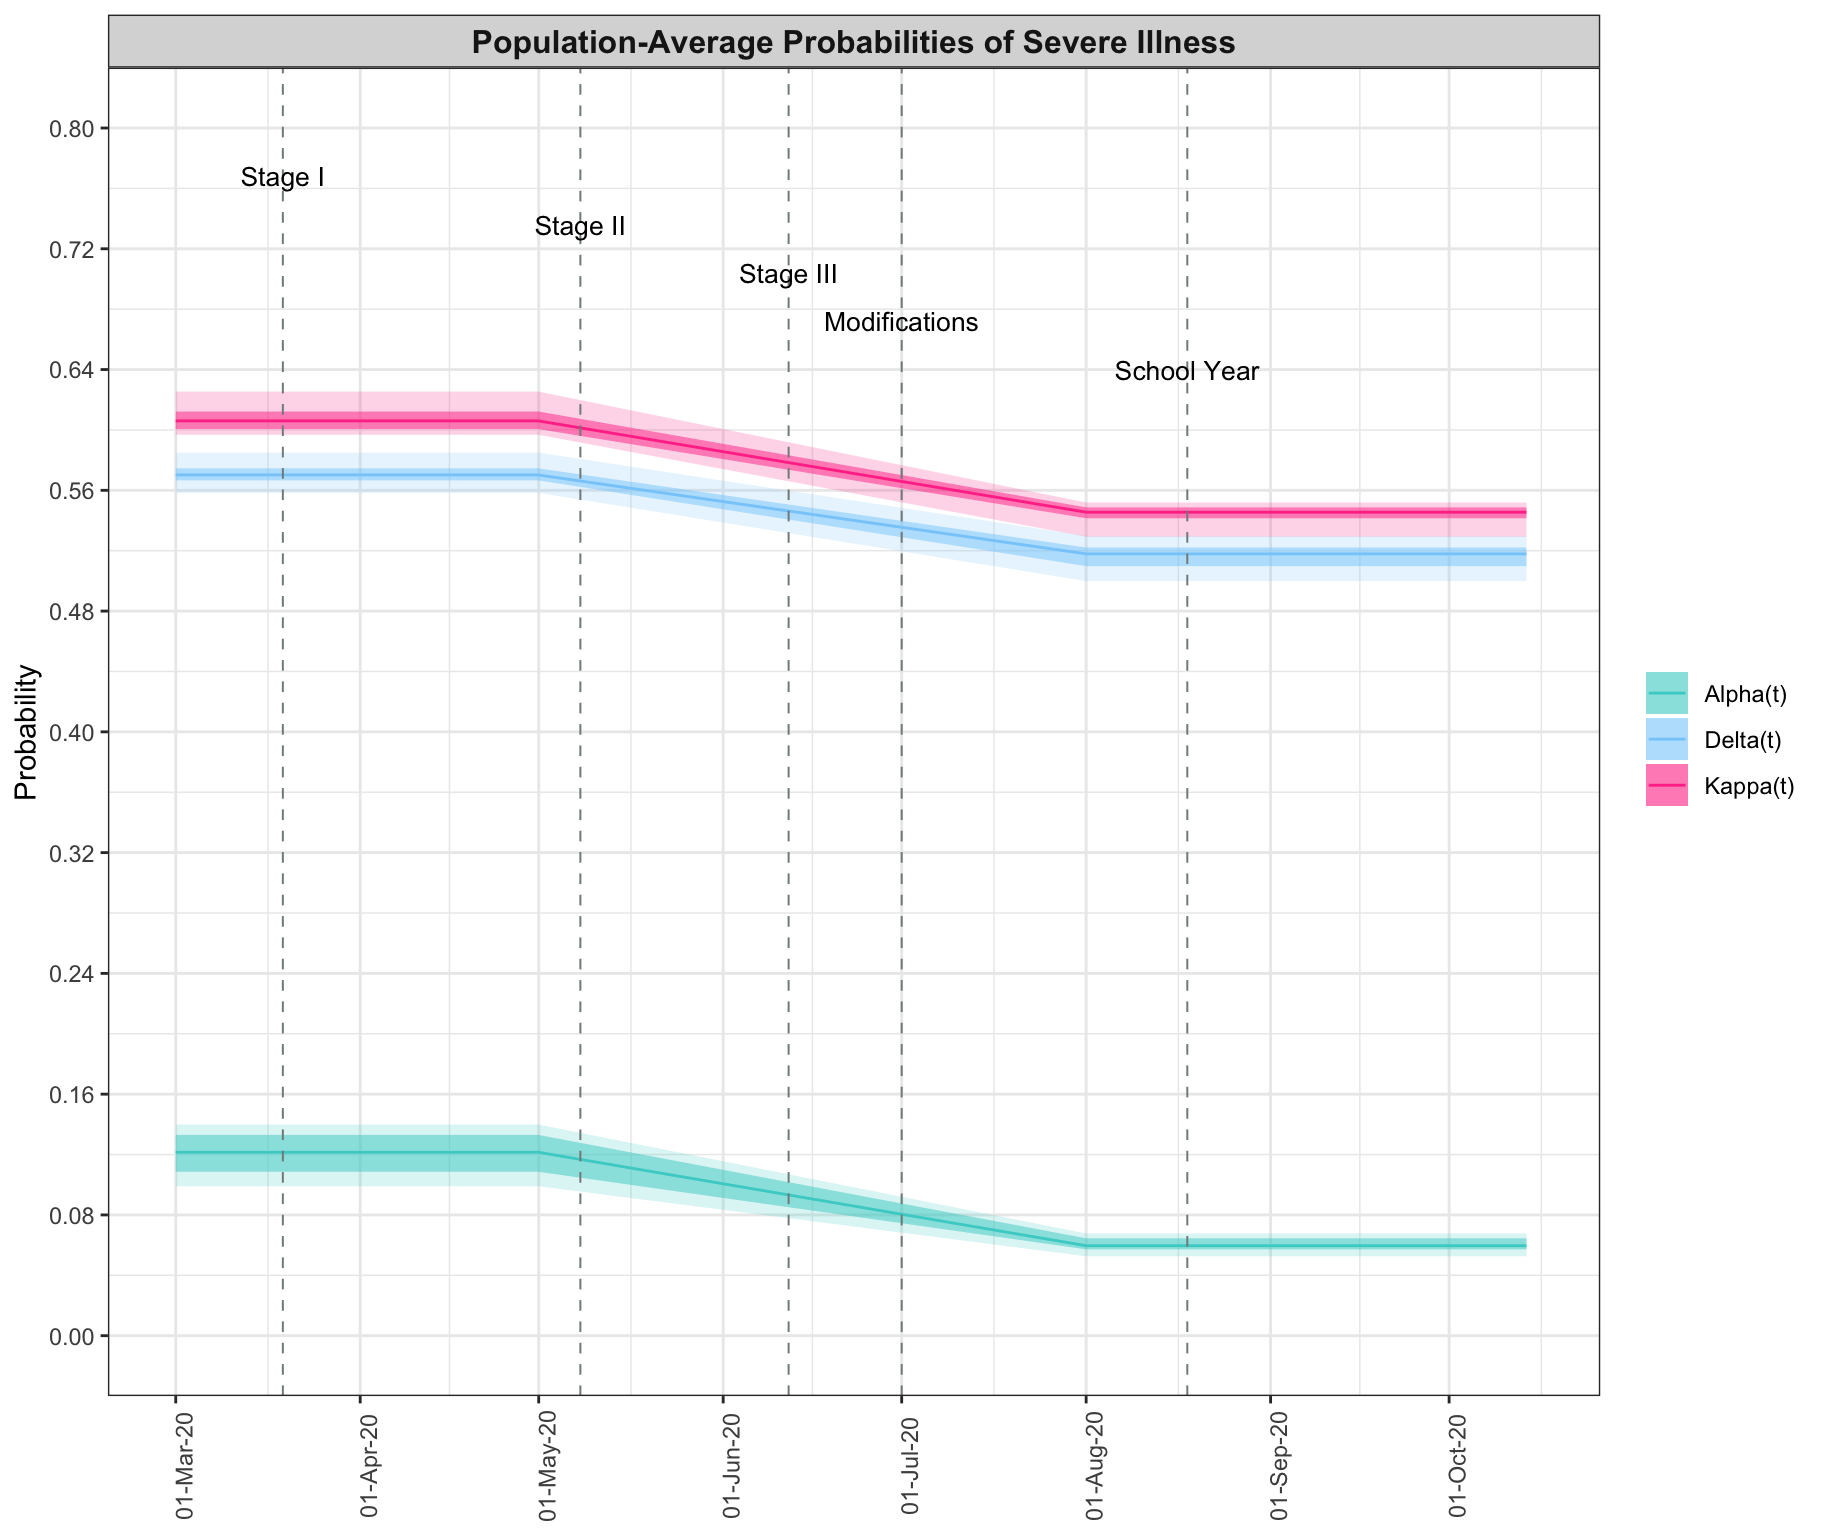 Population-Average Probabilities of Severe Illness
0.80
Stage I
Stage II
0.72
Stage III
Modifications
0.64
School Year
0.56
0.48
Probability
0.40
0.32
0.24
0.16
0.08
0.00
Alpha(t)
Delta(t)
Kappa(t)
01-Mar-20
01-Apr-20
01-May-20
01-Jun-20
01-Jul-20
01-Aug-20
01-Sep-20
01-Oct-20